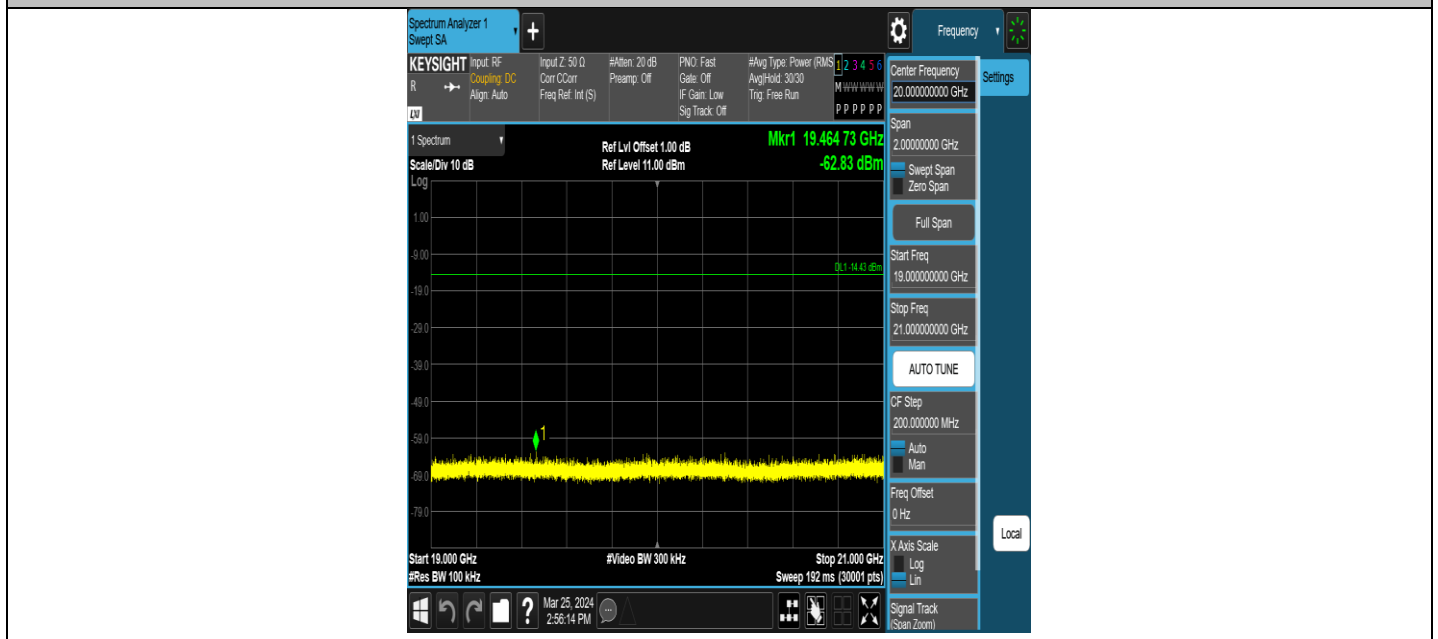 Spectrum Analyzer 1
Swept SA
+
Frequency
KEYSIGHT
R
LXI
Input: RF
Coupling: DC
Align: Auto
Input Z: 50 Ω
Corr CCorr
Freq Ref: Int (S)
#Atten: 20 dB
Preamp: Off
PNO: Fast
Gate: Off
IF Gain: Low
Sig Track: Off
#Avg Type: Power (RMS
Avg|Hold: 30/30
Trig: Free Run
1 2 3 4 5 6
M W W W W W
P P P P P P
1 Spectrum
Scale/Div 10 dB
Ref Lvl Offset 1.00 dB
Ref Level 11.00 dBm
Mkr1 19.464 73 GHz
-62.83 dBm
Log
1.00
-9.00
DL1 -14.43 dBm
-19.0
-29.0
-39.0
-49.0
-59.0
1
-69.0
-79.0
Start 19.000 GHz
#Res BW 100 kHz
#Video BW 300 kHz
Stop 21.000 GHz
Sweep 192 ms (30001 pts)
Center Frequency
20.000000000 GHz
Settings
Span
2.00000000 GHz
Swept Span
Zero Span
Full Span
Start Freq
19.000000000 GHz
Stop Freq
21.000000000 GHz
AUTO TUNE
CF Step
200.000000 MHz
Auto
Man
Freq Offset
0 Hz
X Axis Scale
Log
Lin
Local
Signal Track
(Span Zoom)
?
Mar 25, 2024
2:56:14 PM